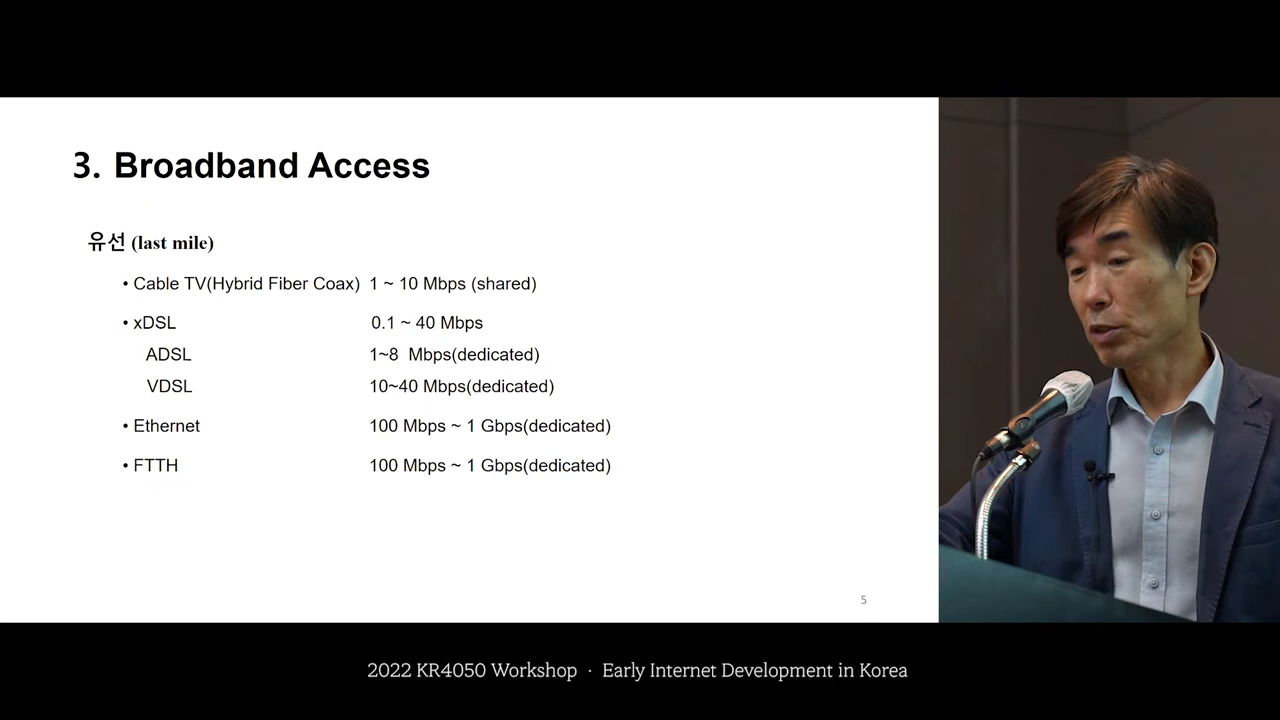 3. Broadband Access
유선 (last mile)
• Cable TV(Hybrid Fiber Coax) 1 ~ 10 Mbps (shared)
• xDSL 0.1 ~ 40 Mbps
ADSL 1~8 Mbps(dedicated)
VDSL 10~40 Mbps(dedicated)
• Ethernet 100 Mbps ~ 1 Gbps(dedicated)
• FTTH 100 Mbps ~ 1 Gbps(dedicated)
5
2022 KR4050 Workshop · Early Internet Development in Korea